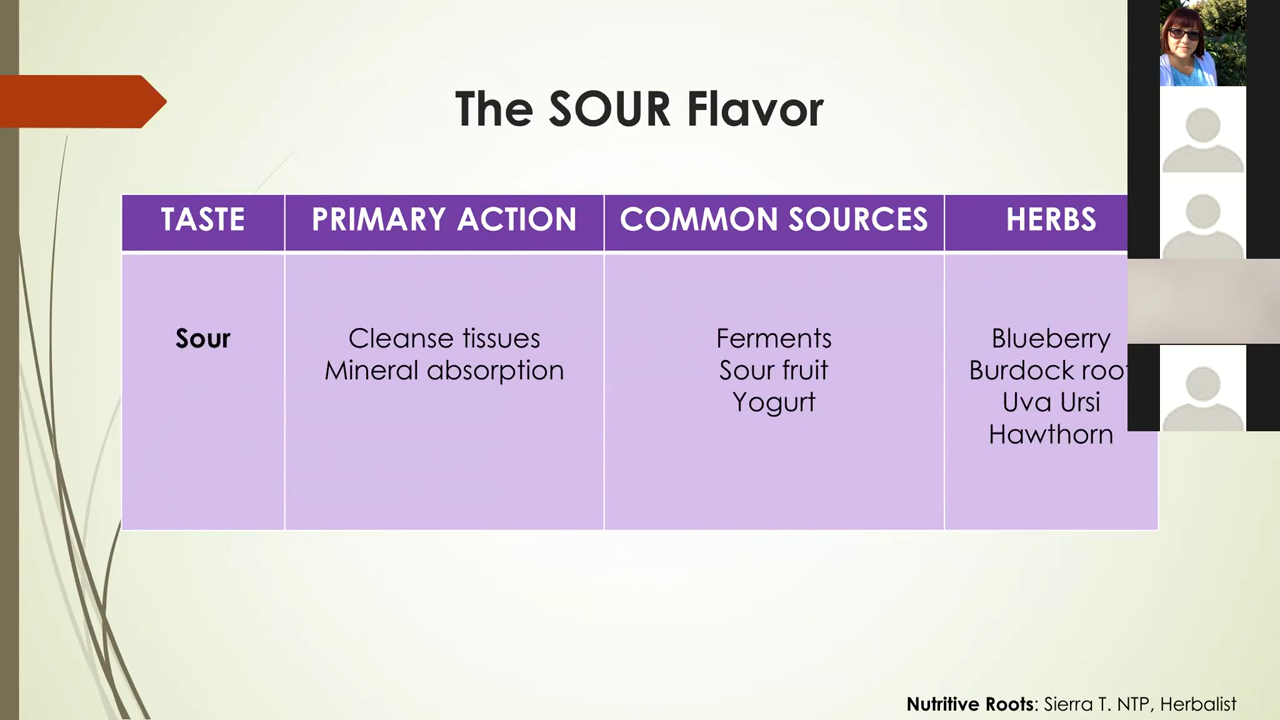 The SOUR Flavor
TASTE PRIMARY ACTION COMMON SOURCES HERBS
Sour
Cleanse tissues
Mineral absorption
Ferments
Sour fruit
Yogurt
Blueberry
Burdock root
Uva Ursi
Hawthorn
Nutritive Roots: Sierra T. NTP, Herbalist